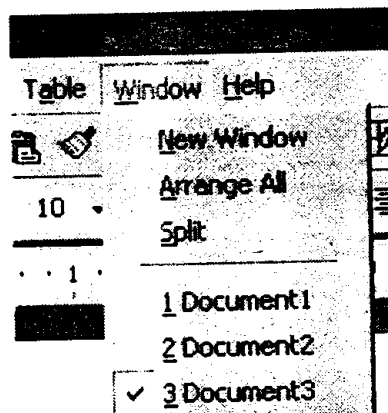 Table Window Help
New Window
Arrange All
10
Split
1
1 Document1
2 Document2
3 Document3